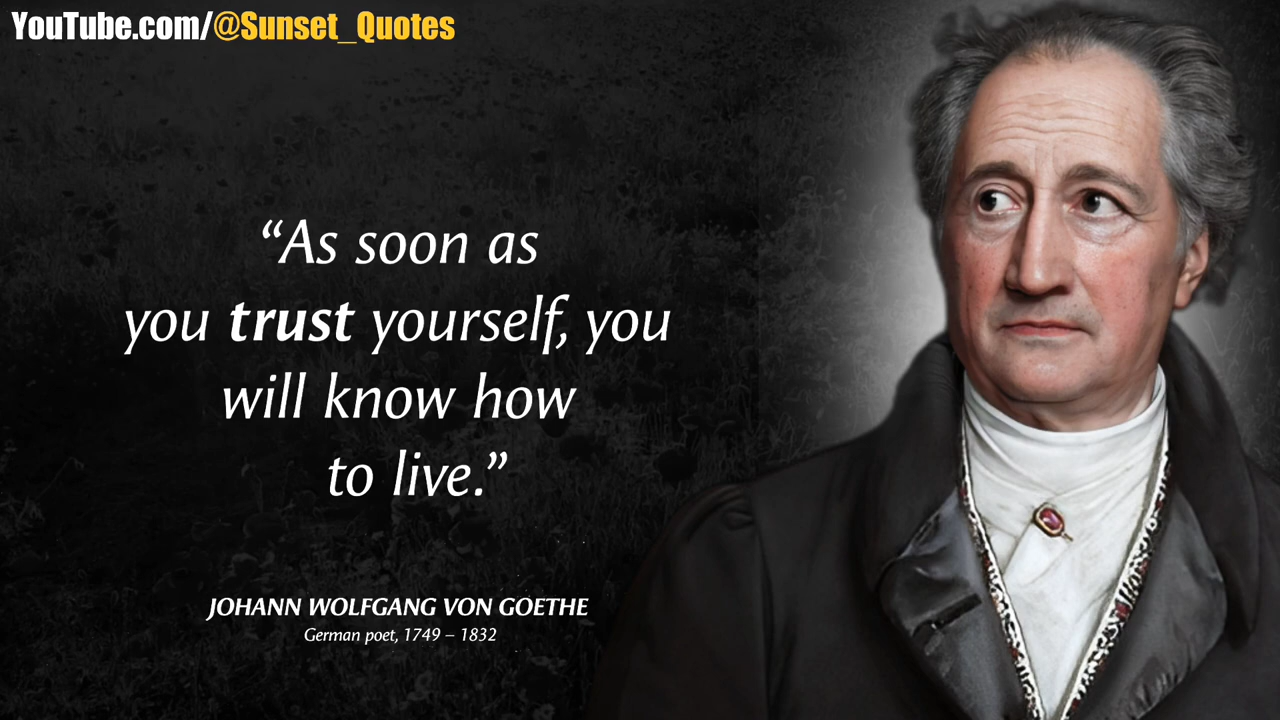 YouTube.com/@Sunset_Quotes
“As soon as
you trust yourself, you
will know how
to live.”
JOHANN WOLFGANG VON GOETHE
German poet, 1749 – 1832